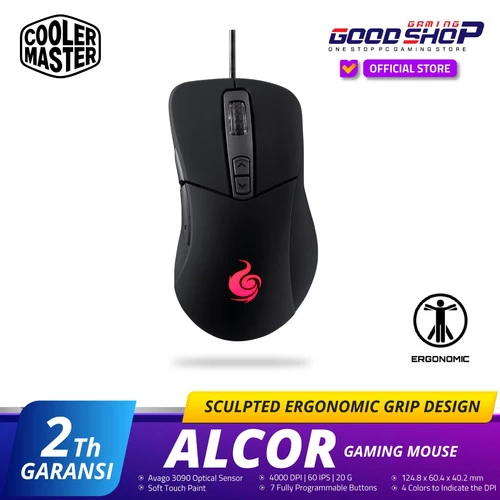 COOLER
MASTER
GAMING
GOODSHOP
ONE STOP PC GAMING STORE
OFFICIAL STORE
ERGONOMIC
SCULPTED ERGONOMIC GRIP DESIGN
2Th
GARANSI
ALCOR GAMING MOUSE
• Avago 3090 Optical Sensor
• Soft Touch Paint
• 4000 DPI | 60 IPS | 20 G
• 7 Fully Programmable Buttons
• 124.8 x 60.4 x 40.2 mm
• 4 Colors to Indicate the DPI